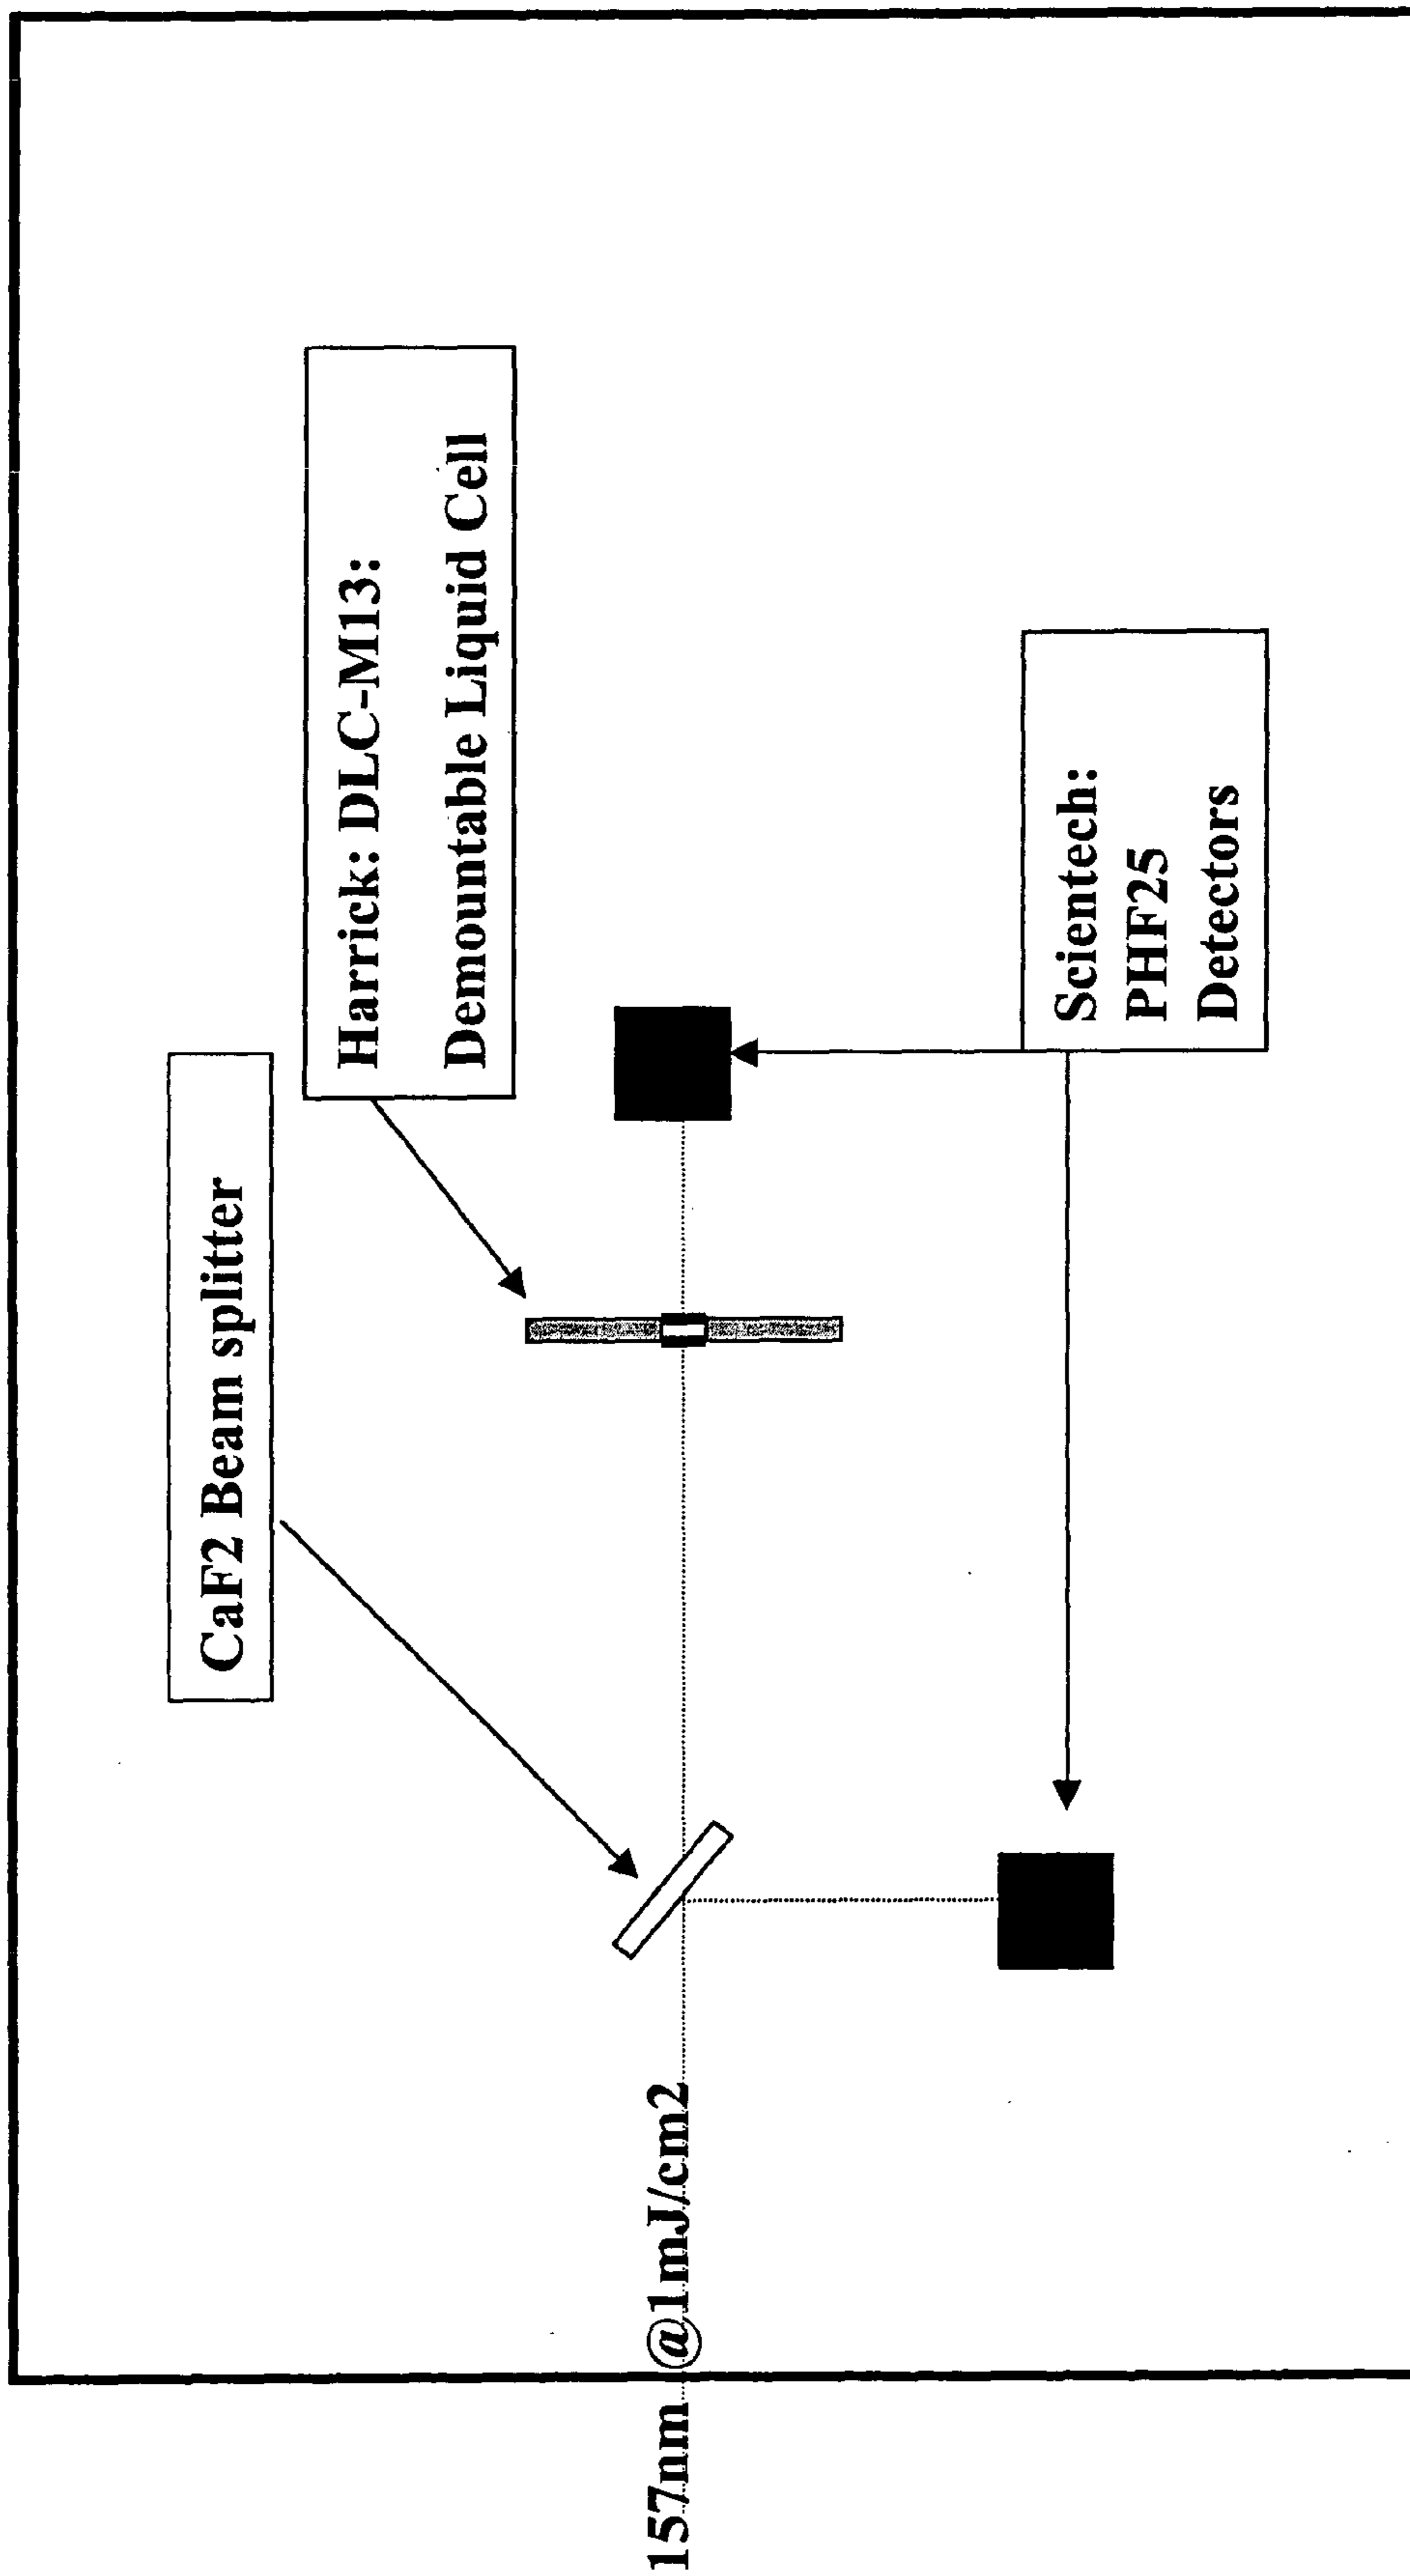 CaF2 Beam splitter
Harrick: DLC-M13:
Demountable Liquid Cell
157nm @1mJ/cm2
Scientech:
PHF25
Detectors